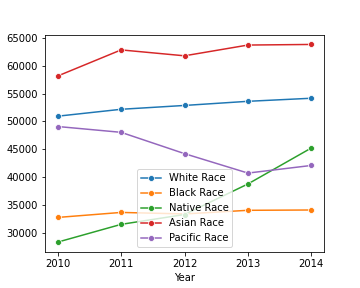 65000
60000
55000
50000
45000
40000
35000
30000
White Race
Black Race
Native Race
Asian Race
Pacific Race
2010 2011 2012 2013 2014
Year